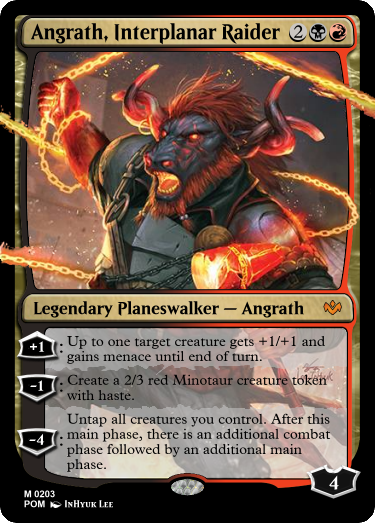 Angrath, Interplanar Raider 2
Legendary Planeswalker — Angrath
+1: Up to one target creature gets +1/+1 and
gains menace until end of turn.
-1: Create a 2/3 red Minotaur creature token
with haste.
Untap all creatures you control. After this
-4: main phase, there is an additional combat
phase followed by an additional main
phase.
4
M 0203
POM InHyuk Lee